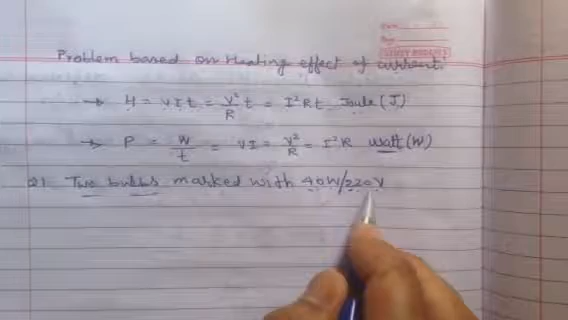 Problem based on Heating effect of current.
→ H = VIt = V²/R t = I²Rt Joule (J)
→ P = W/t = VI = V²/R = I²R Watt (W)
Q1 Two bulbs marked with 40W/220V